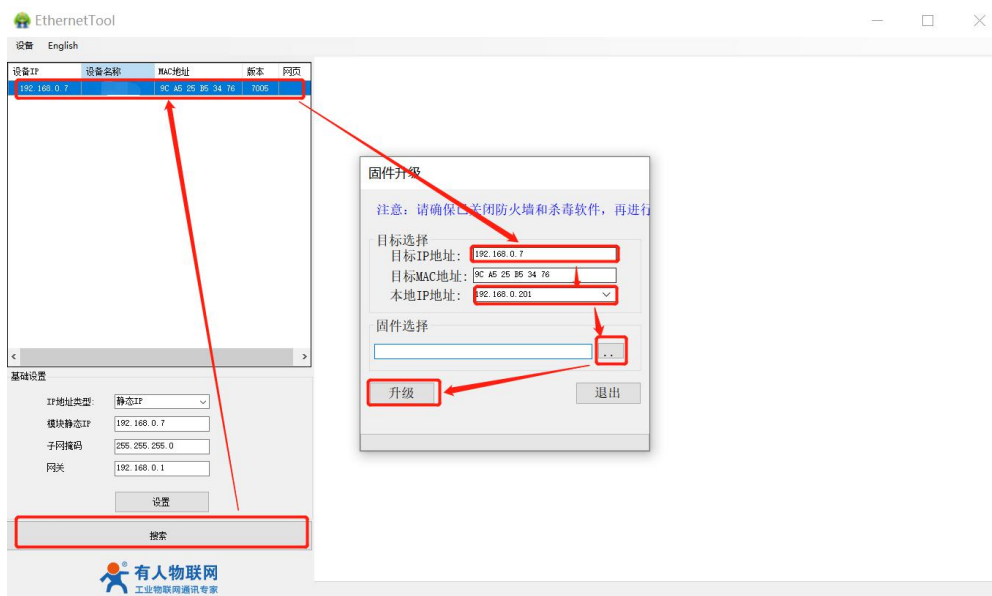 EthernetTool
设备 English
设备IP 设备名称 MAC地址 版本 网页
192.168.0.7 9C A5 25 B5 34 76 7005
固件升级
注意：请确保已关闭防火墙和杀毒软件，再进行
目标选择
目标IP地址： 192.168.0.7
目标MAC地址： 9C A5 25 B5 34 76
本地IP地址： 192.168.0.201
固件选择
..
升级 退出
基础设置
IP地址类型: 静态IP
模块静态IP 192.168.0.7
子网掩码 255.255.255.0
网关 192.168.0.1
设置
搜索
有人物联网
工业物联网通讯专家